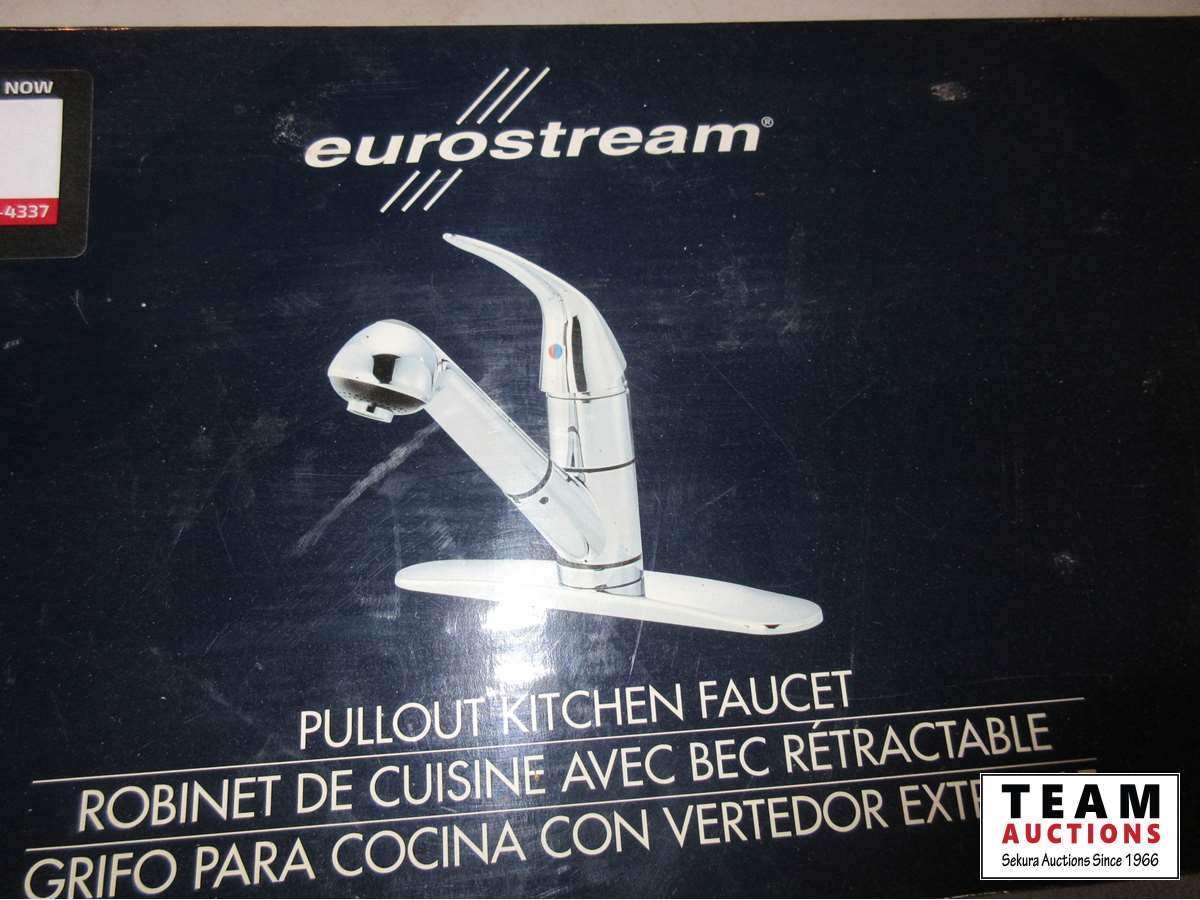 NOW
-4337
eurostream®
PULLOUT KITCHEN FAUCET
ROBINET DE CUISINE AVEC BEC RÉTRACTABLE
GRIFO PARA COCINA CON VERTEDOR
TEAM
AUCTIONS
Sekura Auctions Since 1966